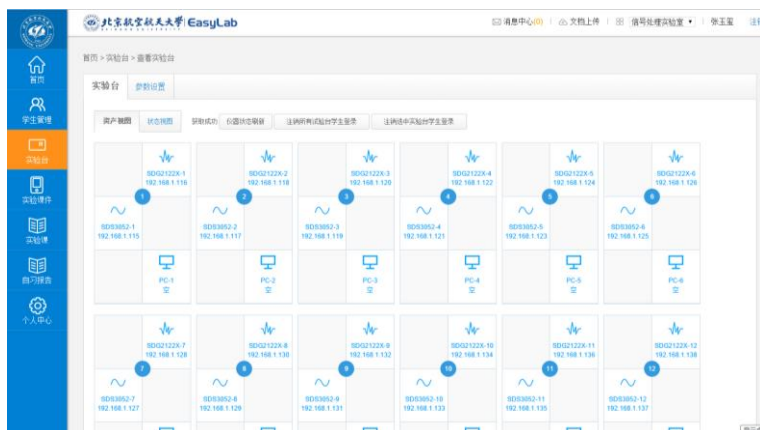 北京航空航天大学 EasyLab
消息中心(0) 文档上传 信号处理实验室 张玉玺
首页
学生管理
实验台
实验课件
实验课
自习报告
个人中心
首页 > 实验台 > 查看实验台
实验台 参数设置
资产视图 状态视图 获取成功 仪器状态刷新 注销所有试验台学生登录 注销选中实验台学生登录
SDG2122X-1 SDG2122X-2 SDG2122X-3 SDG2122X-4 SDG2122X-5 SDG2122X-6
192.168.1.116 192.168.1.118 192.168.1.120 192.168.1.122 192.168.1.124 192.168.1.126
1 2 3 4 5 6
SDS3052-1 SDS3052-2 SDS3052-3 SDS3052-4 SDS3052-5 SDS3052-6
192.168.1.115 192.168.1.117 192.168.1.119 192.168.1.121 192.168.1.123 192.168.1.125
PC-1 PC-2 PC-3 PC-4 PC-5 PC-6
空 空 空 空 空 空
SDG2122X-7 SDG2122X-8 SDG2122X-9 SDG2122X-10 SDG2122X-11 SDG2122X-12
192.168.1.128 192.168.1.130 192.168.1.132 192.168.1.134 192.168.1.136 192.168.1.138
7 8 9 10 11 12
SDS3052-7 SDS3052-8 SDS3052-9 SDS3052-10 SDS3052-11 SDS3052-12
192.168.1.127 192.168.1.129 192.168.1.131 192.168.1.133 192.168.1.135 192.168.1.137